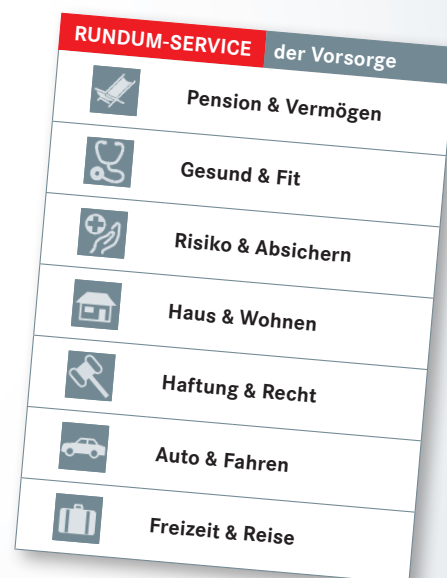 RUNDUM-SERVICE der Vorsorge
Pension & Vermögen
Gesund & Fit
Risiko & Absichern
Haus & Wohnen
Haftung & Recht
Auto & Fahren
Freizeit & Reise